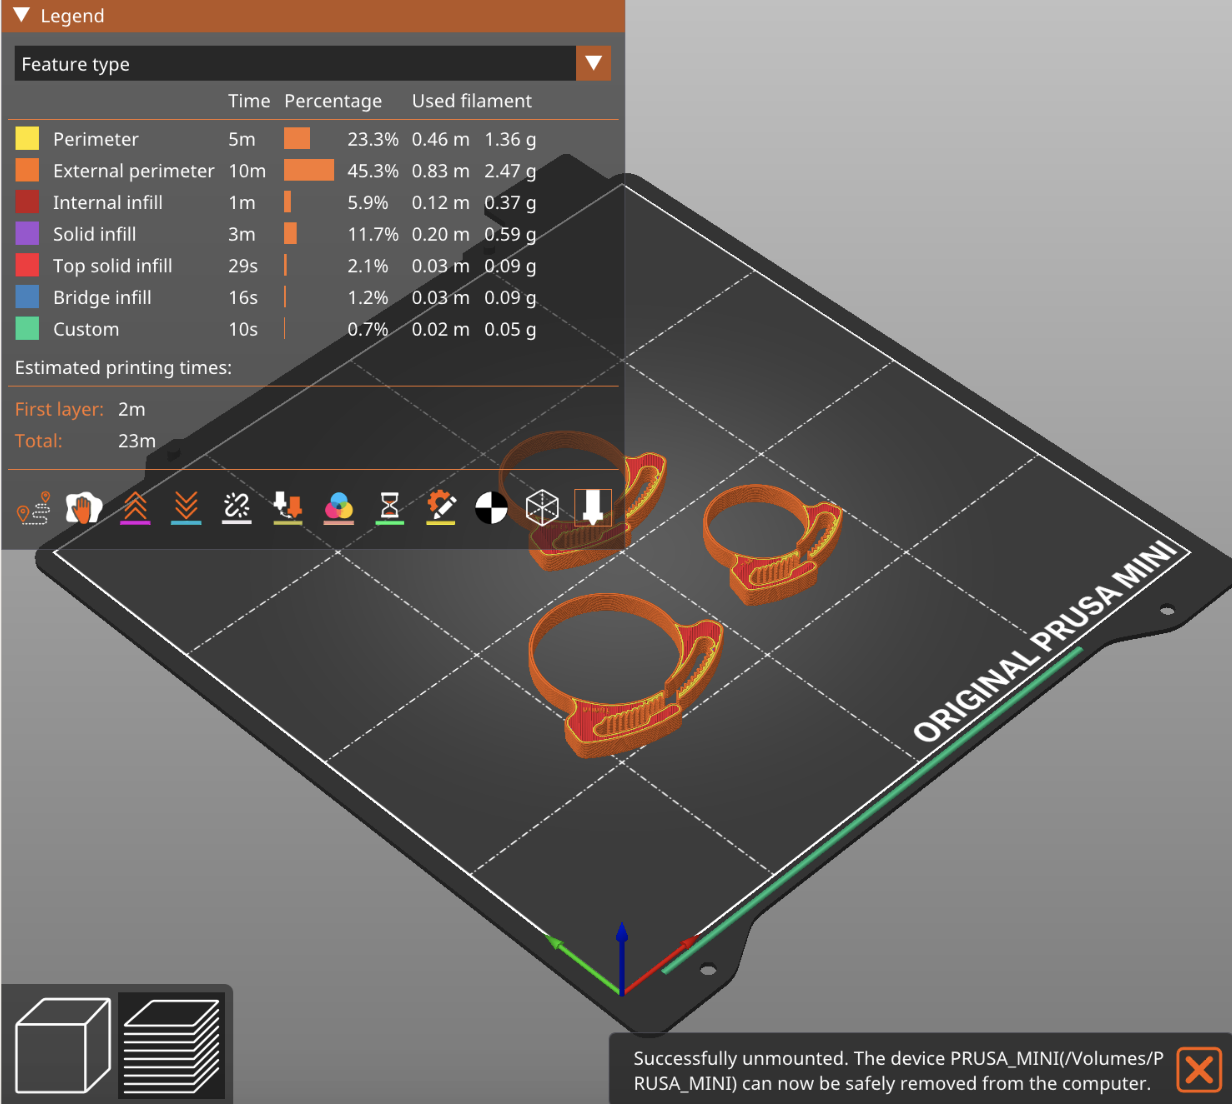 Legend
Feature type
Time Percentage Used filament
Perimeter 5m 23.3% 0.46 m 1.36 g
External perimeter 10m 45.3% 0.83 m 2.47 g
Internal infill 1m 5.9% 0.12 m 0.37 g
Solid infill 3m 11.7% 0.20 m 0.59 g
Top solid infill 29s 2.1% 0.03 m 0.09 g
Bridge infill 16s 1.2% 0.03 m 0.09 g
Custom 10s 0.7% 0.02 m 0.05 g
Estimated printing times:
First layer: 2m
Total: 23m
ORIGINAL PRUSA MINI
Successfully unmounted. The device PRUSA_MINI(/Volumes/P
RUSA_MINI) can now be safely removed from the computer.